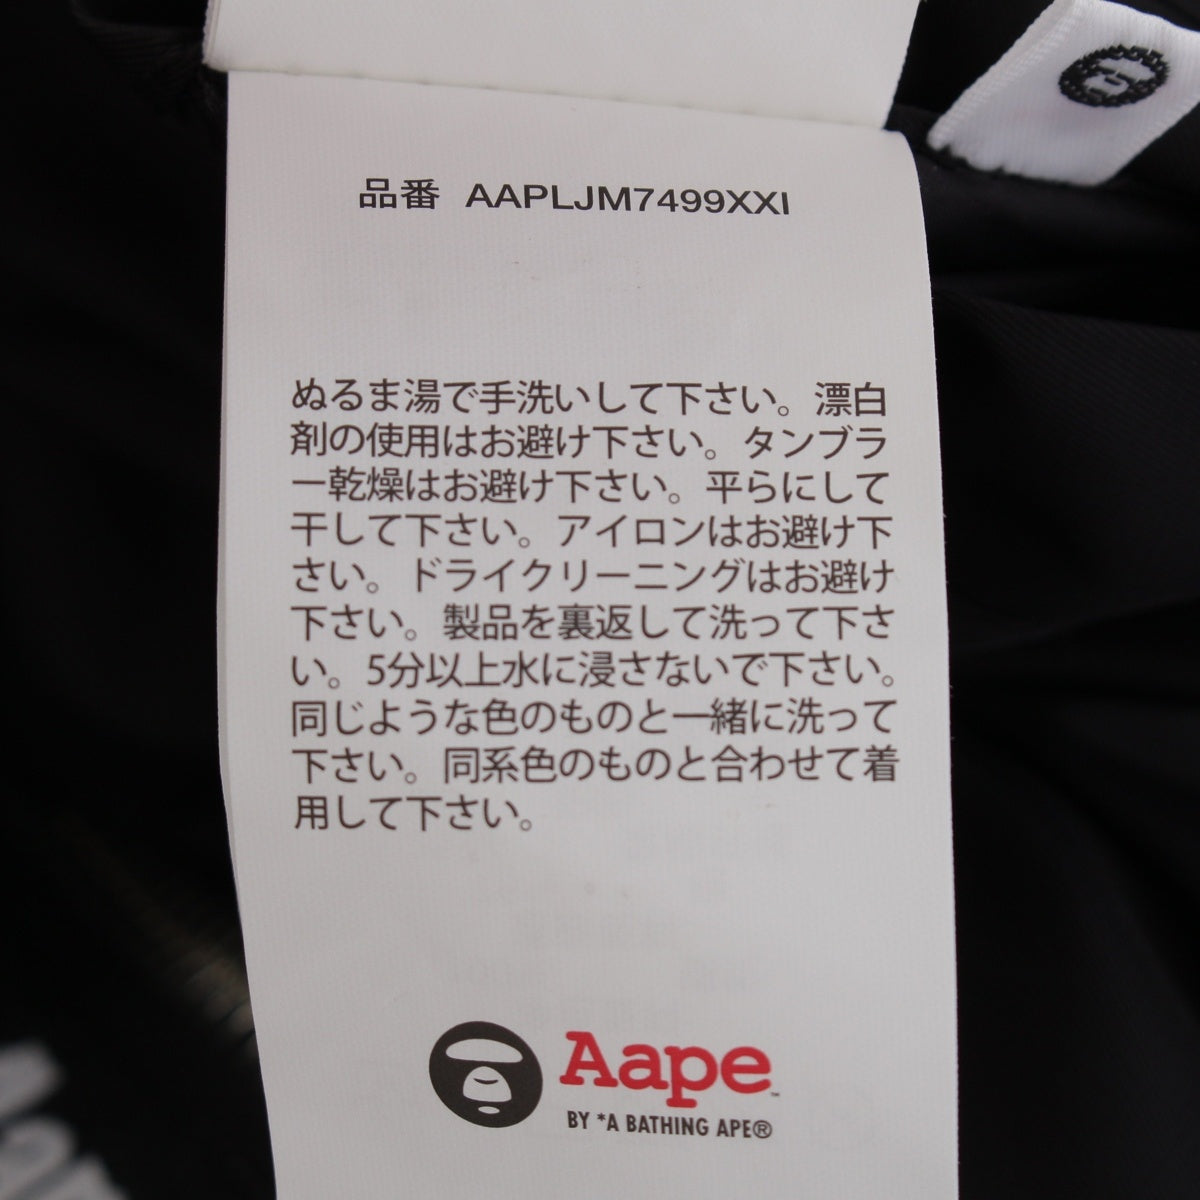 品番 AAPLJM7499XXI
ぬるま湯で手洗いして下さい。漂白
剤の使用はお避け下さい。タンブラ
ー乾燥はお避け下さい。平らにして
干して下さい。アイロンはお避け下
さい。ドライクリーニングはお避け
下さい。製品を裏返して洗って下さ
い。5分以上水に浸さないで下さい。
同じような色のものと一緒に洗って
下さい。同系色のものと合わせて着
用して下さい。
Aape™
BY *A BATHING APE®